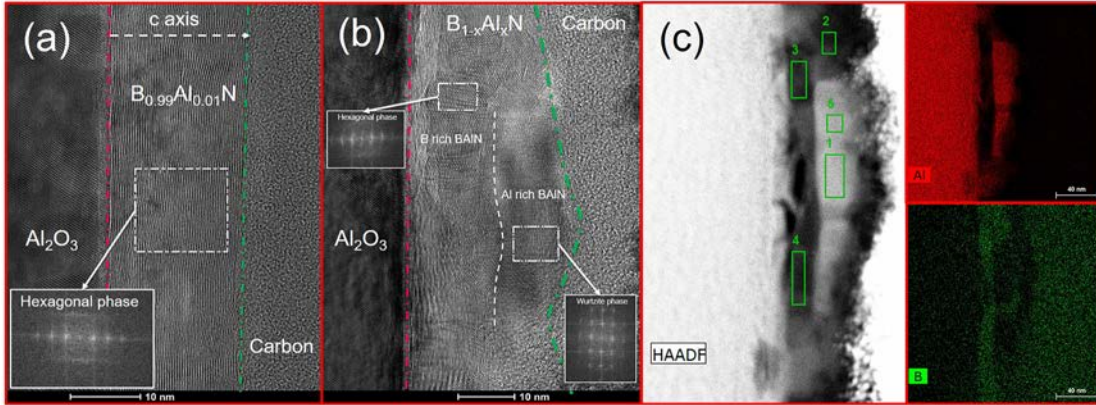 (a)
c axis
B₀.₉₉Al₀.₀₁N
Al₂O₃
Hexagonal phase
Carbon
10 nm
(b)
B₁₋ₓAlₓN
Carbon
Hexagonal phase
B rich BAlN
Al rich BAlN
Al₂O₃
Wurtzite phase
10 nm
(c)
2
3
6
1
4
HAADF
Al
40 nm
B
40 nm